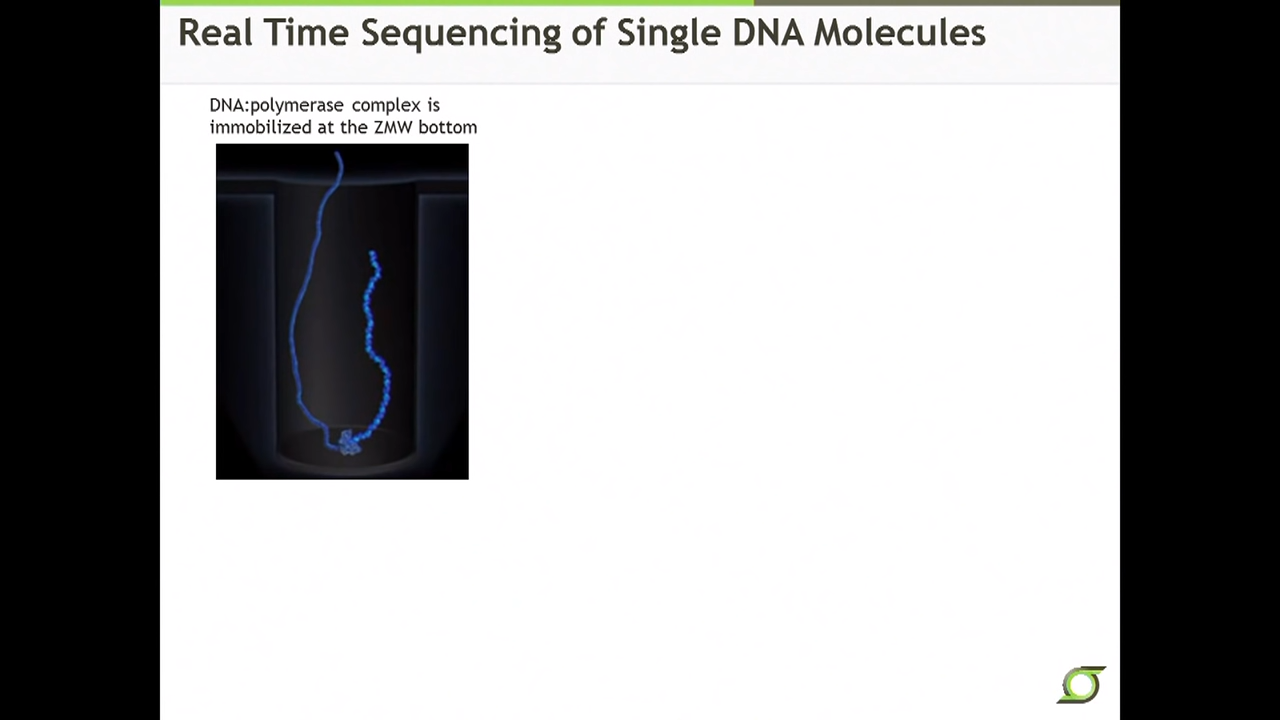 Real Time Sequencing of Single DNA Molecules
DNA:polymerase complex is
immobilized at the ZMW bottom